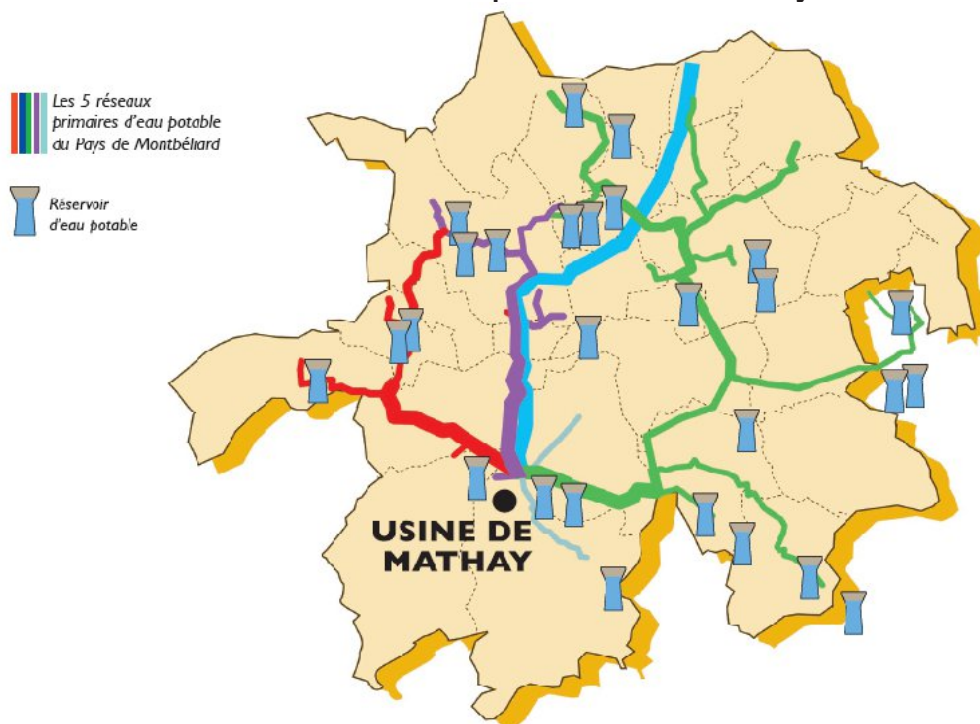 Les 5 réseaux
primaires d'eau potable
du Pays de Montbéliard
Réservoir
d'eau potable
USINE DE
MATHAY